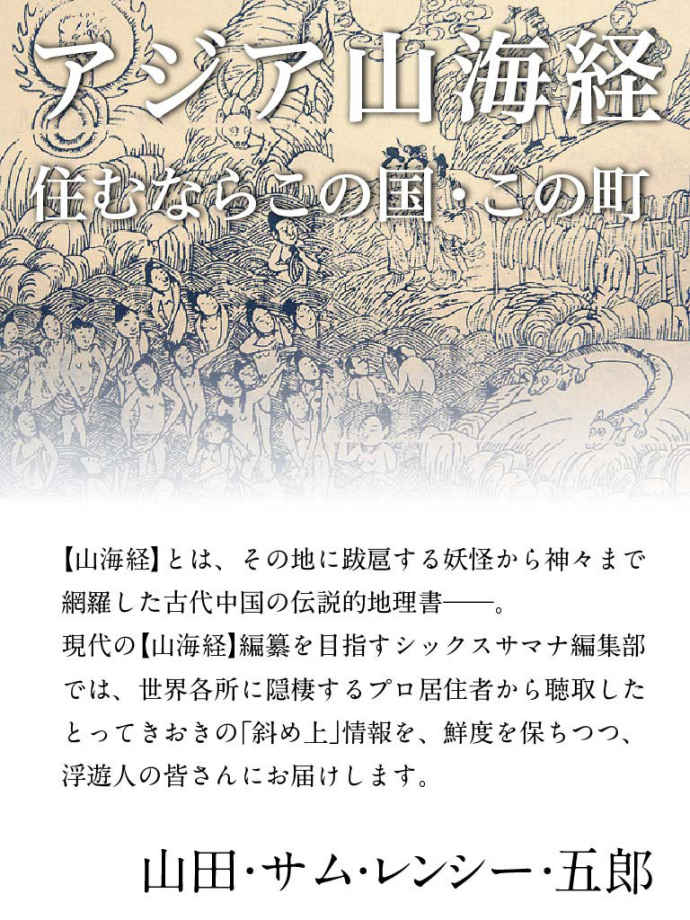 アジア山海経
住むならこの国・この町
【山海経】とは、その地に跋扈する妖怪から神々まで
網羅した古代中国の伝説的地理書――。
現代の【山海経】編纂を目指すシックスサマナ編集部
では、世界各所に隠棲するプロ居住者から聴取した
とってきおきの「斜め上」情報を、鮮度を保ちつつ、
浮遊人の皆さんにお届けします。
山田・サム・レンシー・五郎